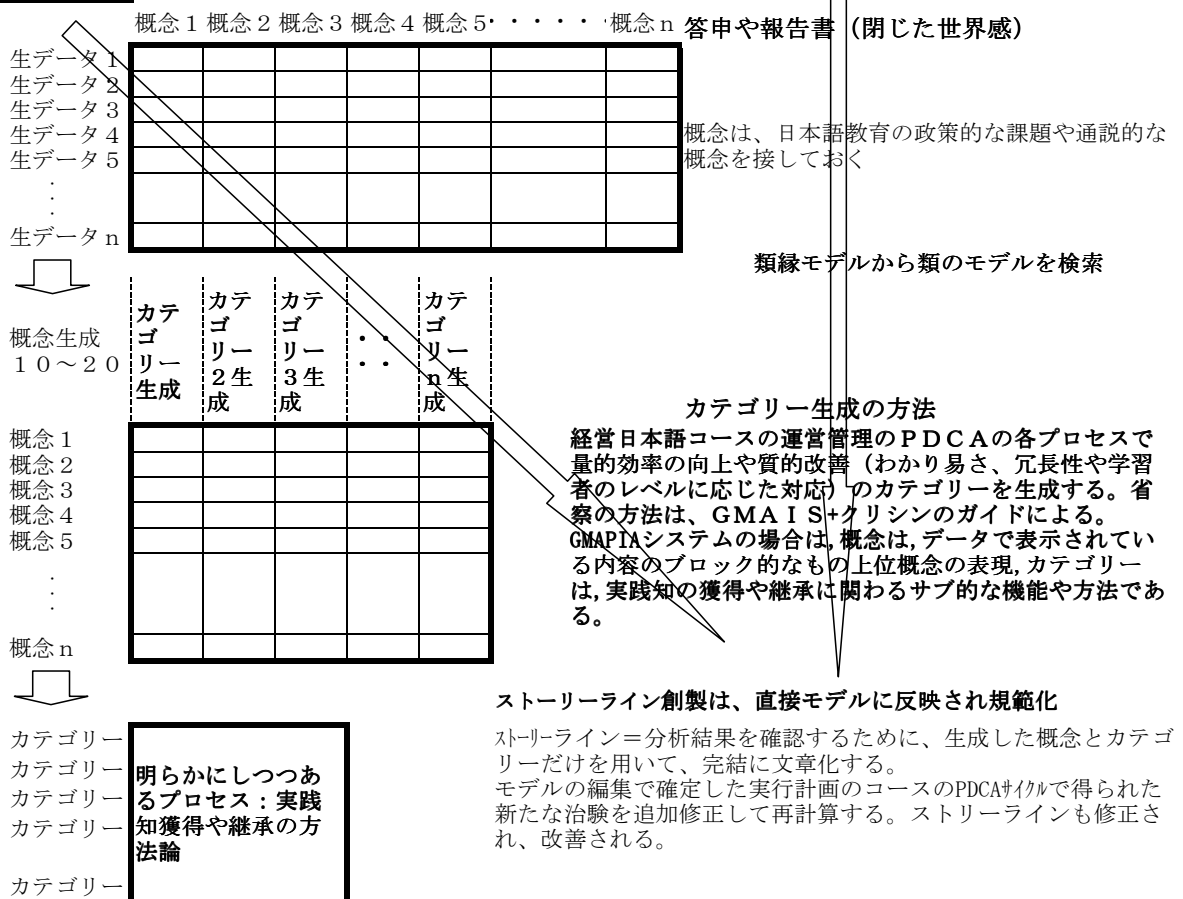 概念1 概念2 概念3 概念4 概念5・・・・・・概念n
答申や報告書（閉じた世界感）
生データ1
生データ2
生データ3
生データ4
生データ5
・
・
・
生データn
概念は、日本語教育の政策的な課題や通説的な
概念を接しておく
類縁モデルから類のモデルを検索
概念生成
10～20
カテ
ゴ
リー
生成
カテ
ゴ
リー
2生
成
カテ
ゴ
リー
3生
成
・・
・・
カテ
ゴ
リー
n生
成
カテゴリー生成の方法
経営日本語コースの運営管理のＰＤＣＡの各プロセスで
量的効率の向上や質的改善（わかり易さ、冗長性や学習
者のレベルに応じた対応）のカテゴリーを生成する。省
察の方法は、ＧＭＡＩＳ+クリシンのガイドによる。
GMAPIAシステムの場合は,概念は,データで表示されてい
る内容のブロック的なもの上位概念の表現,カテゴリー
は,実践知の獲得や継承に関わるサブ的な機能や方法であ
る。
概念1
概念2
概念3
概念4
概念5
・
・
・
概念n
ストーリーライン創製は、直接モデルに反映され規範化
ｽﾄｰﾘｰライン＝分析結果を確認するために、生成した概念とカテゴ
リーだけを用いて、完結に文章化する。
モデルの編集で確定した実行計画のコースのPDCAｻｲｸﾙで得られた
新たな治験を追加修正して再計算する。ストリーラインも修正さ
れ、改善される。
カテゴリー
カテゴリー
カテゴリー
カテゴリー
カテゴリー
明らかにしつつあ
るプロセス：実践
知獲得や継承の方
法論